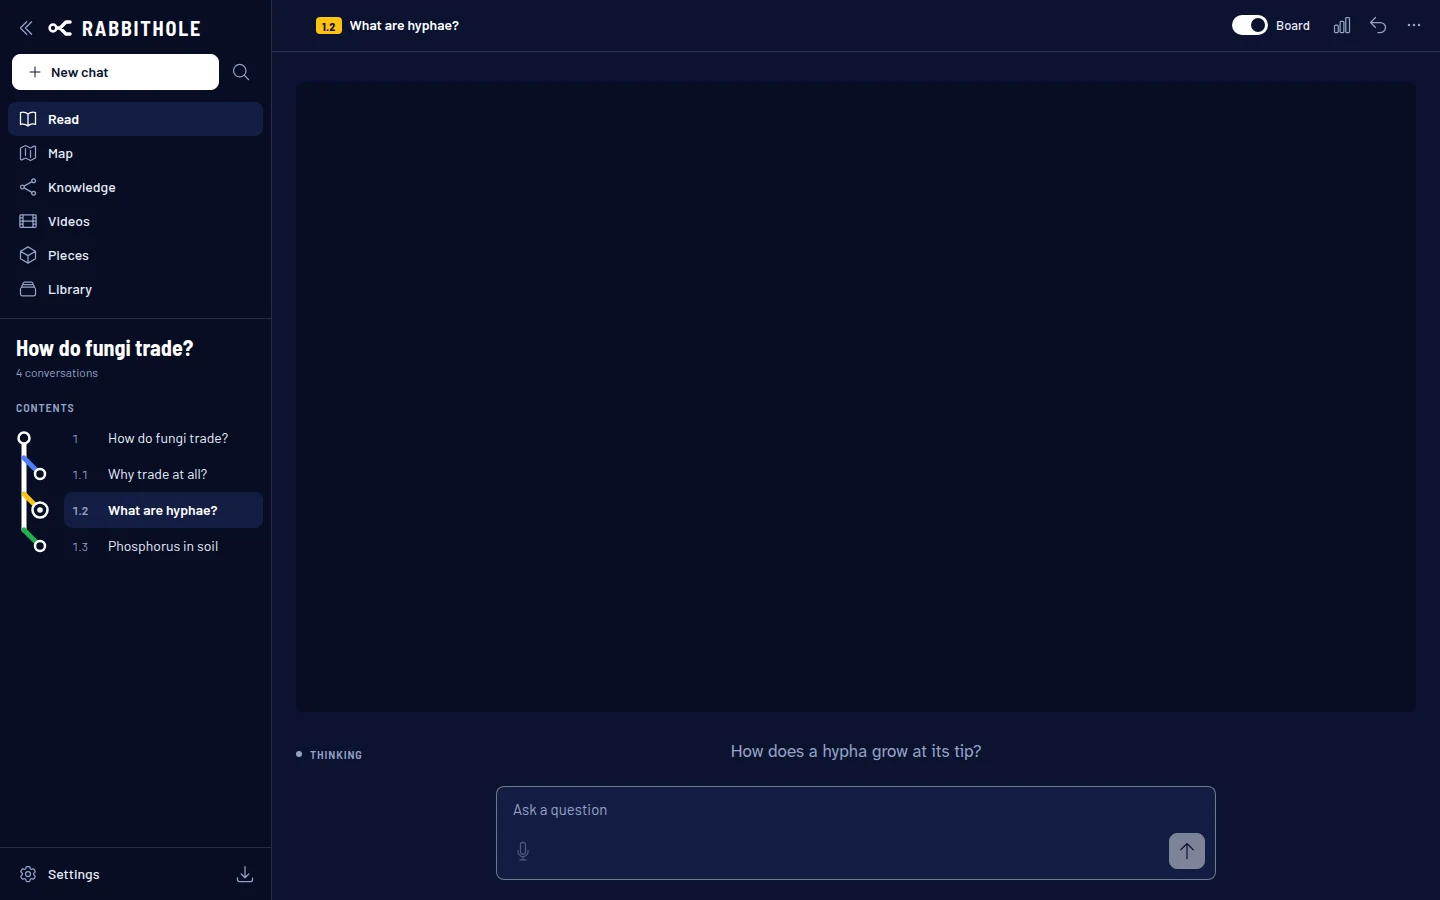 RABBITHOLE
New chat
Read
Map
Knowledge
Videos
Pieces
Library
How do fungi trade?
4 conversations
CONTENTS
1 How do fungi trade?
1.1 Why trade at all?
1.2 What are hyphae?
1.3 Phosphorus in soil
Settings
1.2 What are hyphae?
Board
THINKING
How does a hypha grow at its tip?
Ask a question